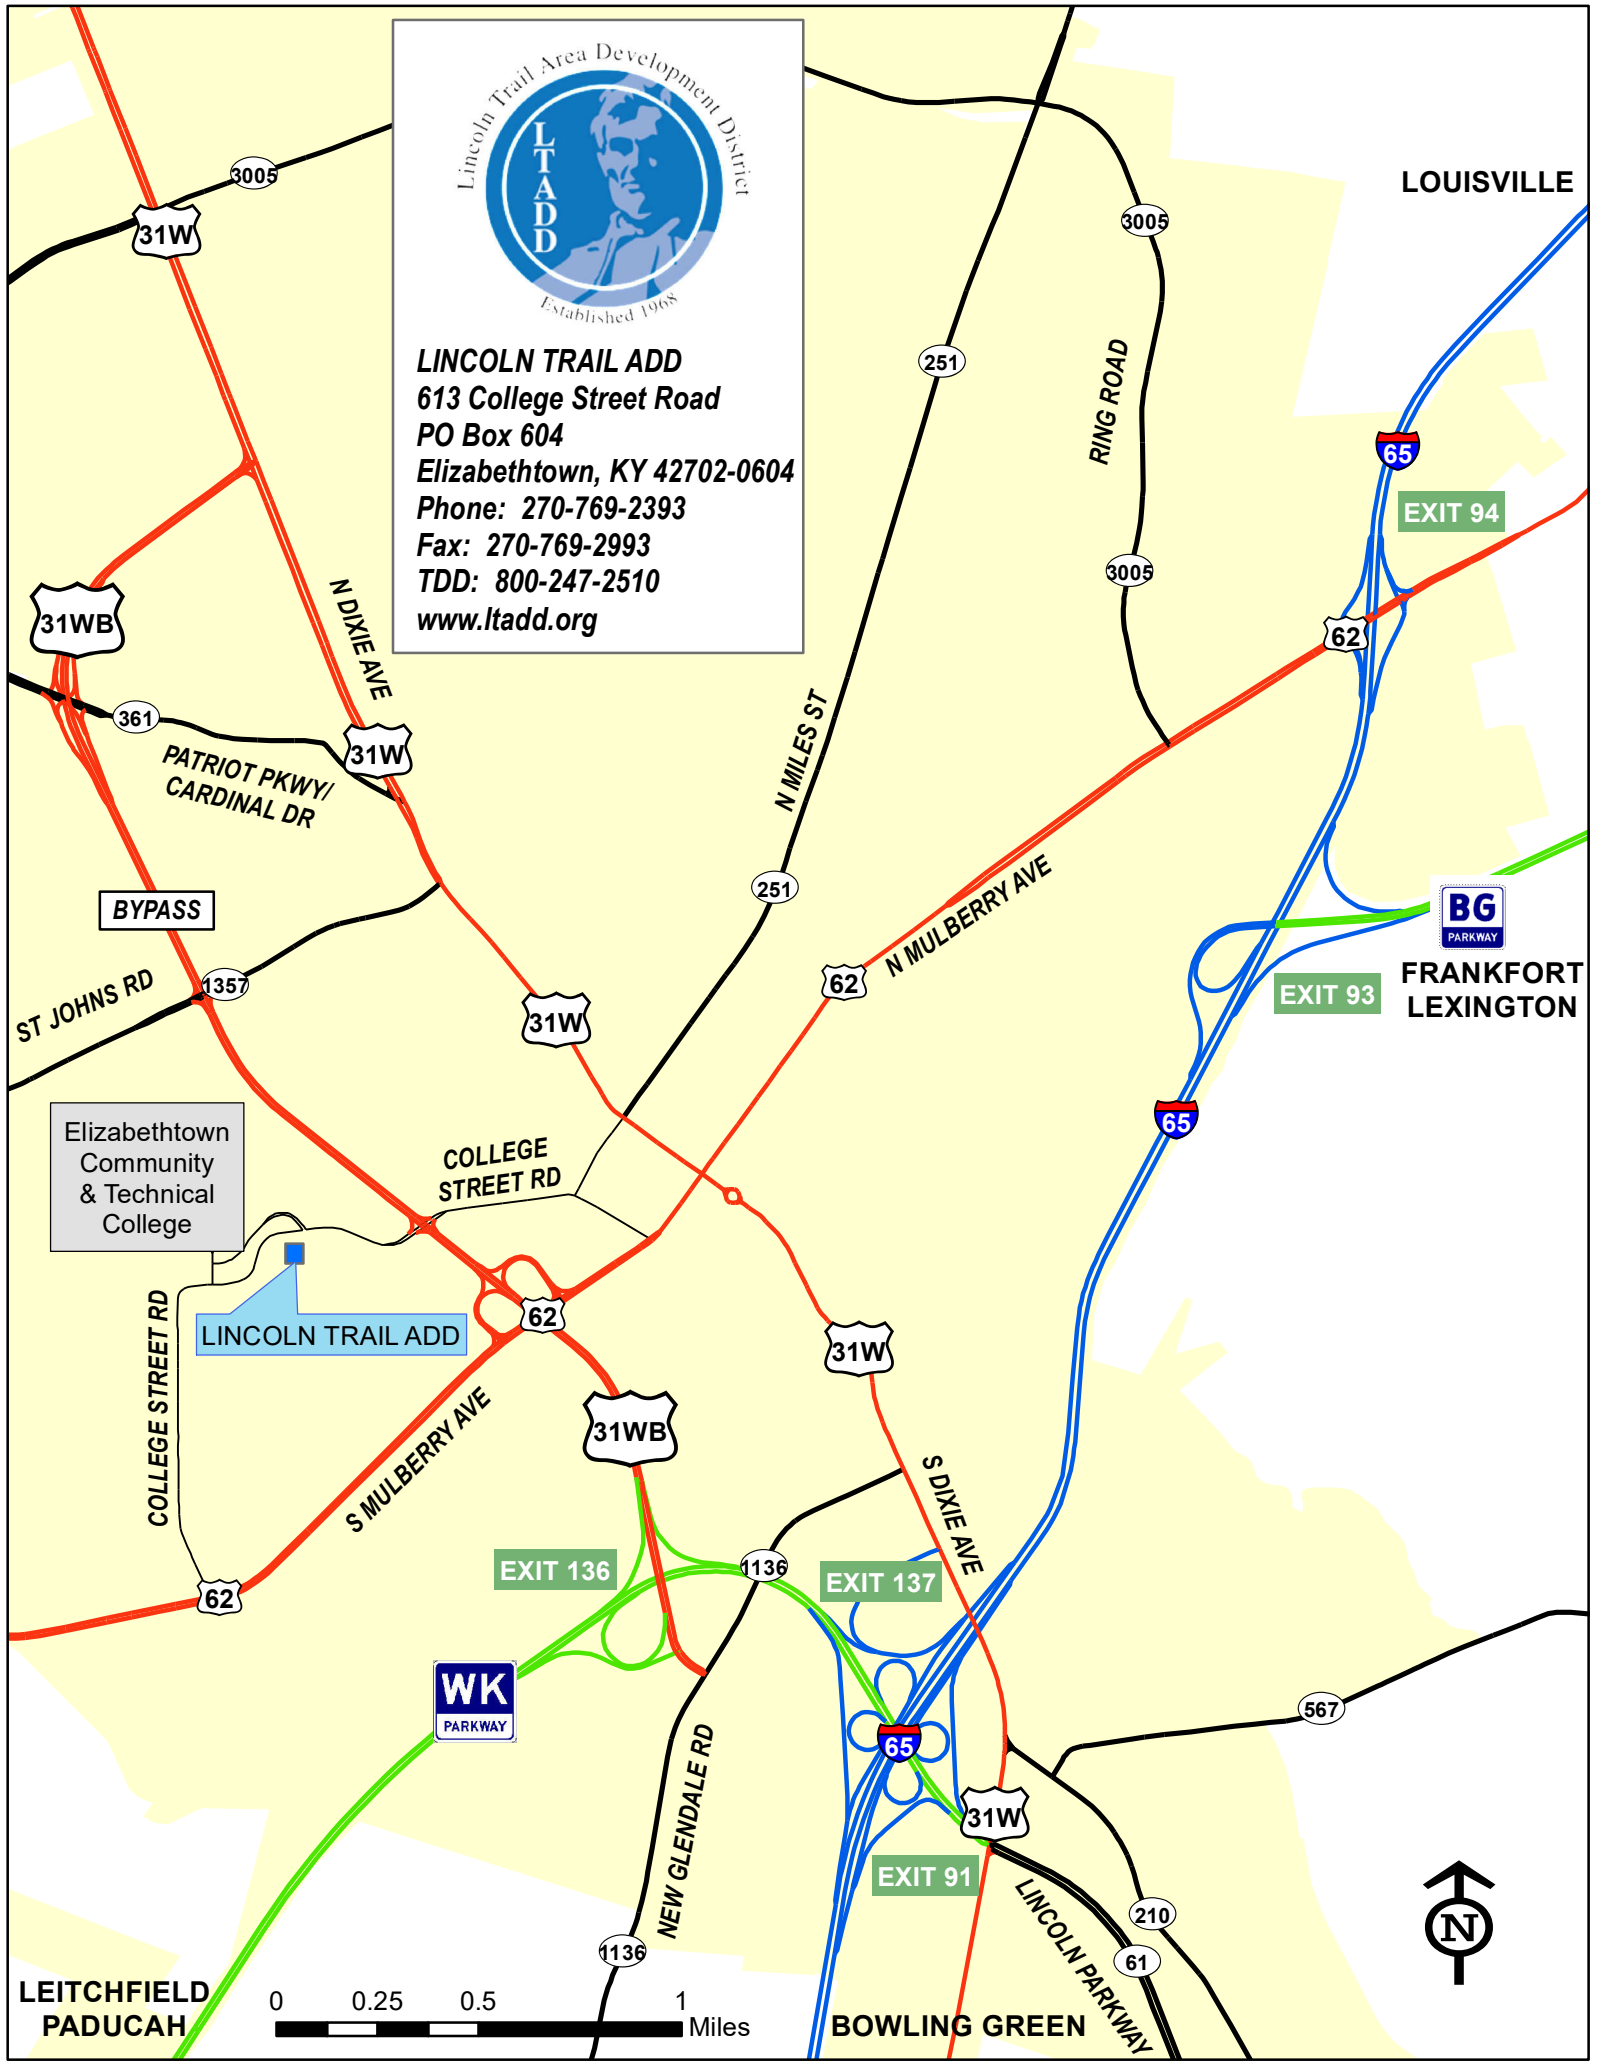 Lincoln Trail Area Development District
LTADD
Established 1968
LINCOLN TRAIL ADD
613 College Street Road
PO Box 604
Elizabethtown, KY 42702-0604
Phone: 270-769-2393
Fax: 270-769-2993
TDD: 800-247-2510
www.ltadd.org
LOUISVILLE
3005
31W
3005
251
RING ROAD
65
EXIT 94
3005
31WB
N DIXIE AVE
62
361
31W
PATRIOT PKWY/
CARDINAL DR
N MILES ST
251
BYPASS
N MULBERRY AVE
BG
PARKWAY
FRANKFORT
LEXINGTON
EXIT 93
62
1357
ST JOHNS RD
31W
65
Elizabethtown
Community
& Technical
College
COLLEGE
STREET RD
LINCOLN TRAIL ADD
62
31W
COLLEGE STREET RD
S MULBERRY AVE
31WB
S DIXIE AVE
EXIT 136
1136
EXIT 137
62
WK
PARKWAY
567
65
NEW GLENDALE RD
31W
EXIT 91
LINCOLN PARKWAY
210
61
1136
N
LEITCHFIELD
PADUCAH
0 0.25 0.5 1
Miles
BOWLING GREEN